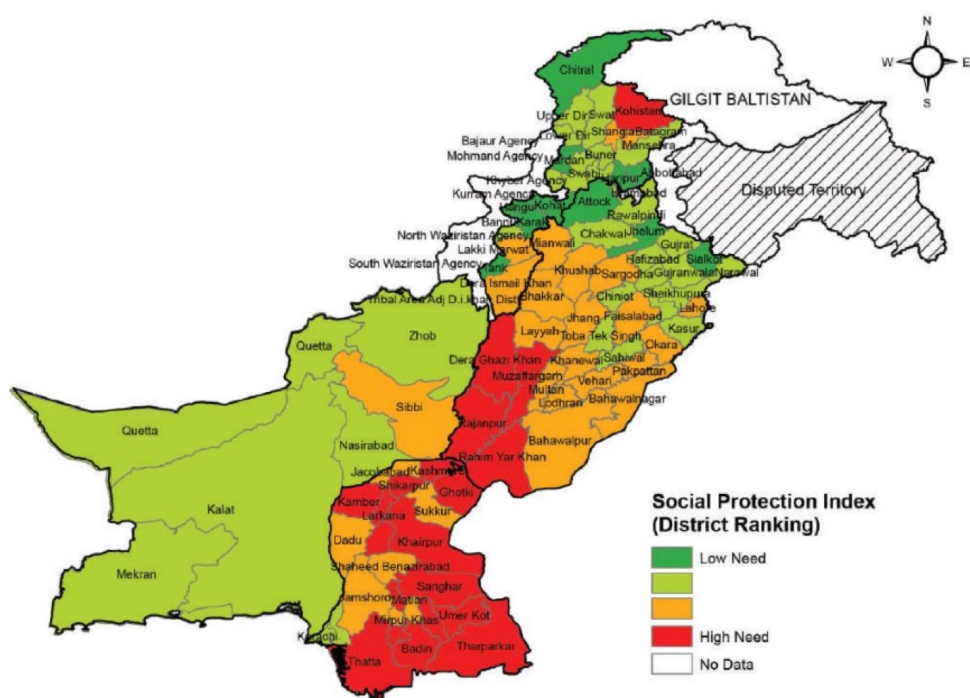 N
W E
S
Chitral
GILGIT BALTISTAN
Upper Dir
Swat
Kohistan
Lower Dir
Shangla
Batagram
Bajaur Agency
Mansehra
Mohmand Agency
Mardan
Buner
Abbottabad
Khyber Agency
Swabi
Haripur
Islamabad
Disputed Territory
Kurram Agency
Hangu
Kohat
Attock
Rawalpindi
Bannu
Karak
Jhelum
North Waziristan Agency
Chakwal
Gujrat
Lakki Marwat
Mianwali
Hafizabad
Sialkot
South Waziristan Agency
Tank
Khushab
Sargodha
Gujranwala
Narowal
Dera Ismail Khan
Tribal Area Adj D.i.khan Distt
Bhakkar
Chiniot
Sheikhupura
Lahore
Jhang
Faisalabad
Zhob
Layyah
Toba Tek Singh
Kasur
Quetta
Okara
Dera Ghazi Khan
Khanewal
Sahiwal
Muzaffargarh
Pakpattan
Multan
Vehari
Sibbi
Lodhran
Bahawalnagar
Rajanpur
Quetta
Bahawalpur
Nasirabad
Rahim Yar Khan
Jacobabad
Kashmore
Shikarpur
Ghotki
Kamber
Larkana
Sukkur
Kalat
Dadu
Khairpur
Shaheed Benazirabad
Mekran
Sanghar
Jamshoro
Matiari
Umer Kot
Mirpur Khas
Karachi
Badin
Tharparkar
Thatta
Social Protection Index
(District Ranking)
Low Need
High Need
No Data